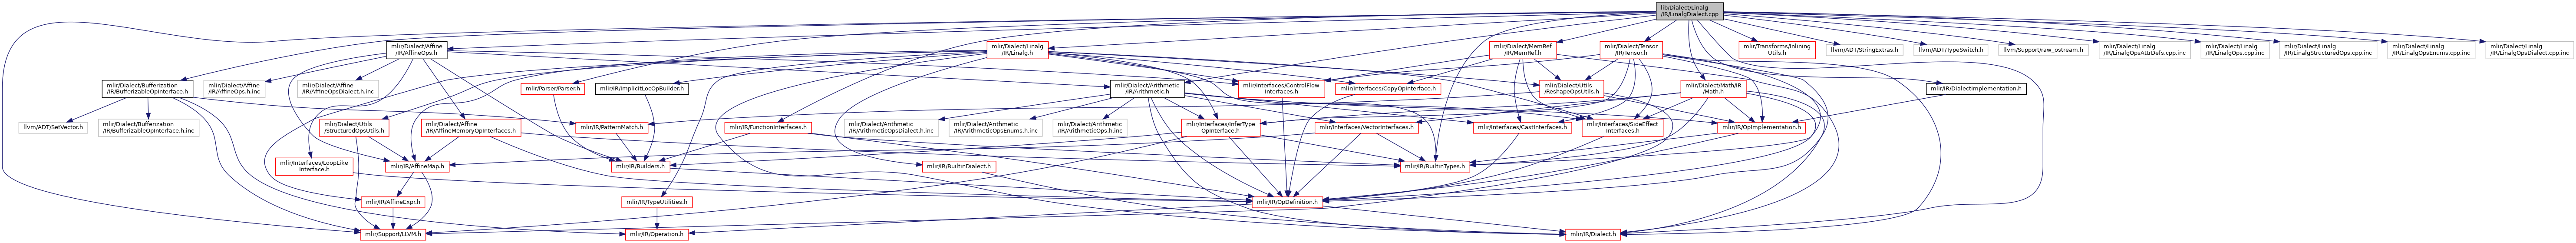 lib/Dialect/Linalg
/IR/LinalgDialect.cpp
mlir/Dialect/Affine
/IR/AffineOps.h
mlir/Dialect/Linalg
/IR/Linalg.h
mlir/Dialect/MemRef
/IR/MemRef.h
mlir/Dialect/Tensor
/IR/Tensor.h
mlir/Transforms/Inlining
Utils.h
llvm/ADT/StringExtras.h
llvm/ADT/TypeSwitch.h
llvm/Support/raw_ostream.h
mlir/Dialect/Linalg
/IR/LinalgOpsAttrDefs.cpp.inc
mlir/Dialect/Linalg
/IR/LinalgOps.cpp.inc
mlir/Dialect/Linalg
/IR/LinalgStructuredOps.cpp.inc
mlir/Dialect/Linalg
/IR/LinalgOpsEnums.cpp.inc
mlir/Dialect/Linalg
/IR/LinalgOpsDialect.cpp.inc
mlir/Dialect/Bufferization
/IR/BufferizableOpInterface.h
mlir/Dialect/Affine
/IR/AffineOps.h.inc
mlir/Dialect/Affine
/IR/AffineOpsDialect.h.inc
mlir/Parser/Parser.h
mlir/IR/ImplicitLocOpBuilder.h
mlir/Dialect/Arithmetic
/IR/Arithmetic.h
mlir/Interfaces/ControlFlow
Interfaces.h
mlir/Interfaces/CopyOpInterface.h
mlir/Dialect/Utils
/ReshapeOpsUtils.h
mlir/Dialect/Math/IR
/Math.h
mlir/IR/DialectImplementation.h
llvm/ADT/SetVector.h
mlir/Dialect/Bufferization
/IR/BufferizableOpInterface.h.inc
mlir/Dialect/Utils
/StructuredOpsUtils.h
mlir/Dialect/Affine
/IR/AffineMemoryOpInterfaces.h
mlir/IR/PatternMatch.h
mlir/IR/FunctionInterfaces.h
mlir/Dialect/Arithmetic
/IR/ArithmeticOpsDialect.h.inc
mlir/Dialect/Arithmetic
/IR/ArithmeticOpsEnums.h.inc
mlir/Dialect/Arithmetic
/IR/ArithmeticOps.h.inc
mlir/Interfaces/InferType
OpInterface.h
mlir/Interfaces/VectorInterfaces.h
mlir/Interfaces/CastInterfaces.h
mlir/Interfaces/SideEffect
Interfaces.h
mlir/IR/OpImplementation.h
mlir/Interfaces/LoopLike
Interface.h
mlir/IR/AffineMap.h
mlir/IR/Builders.h
mlir/IR/BuiltinDialect.h
mlir/IR/BuiltinTypes.h
mlir/IR/AffineExpr.h
mlir/IR/TypeUtilities.h
mlir/IR/OpDefinition.h
mlir/Support/LLVM.h
mlir/IR/Operation.h
mlir/IR/Dialect.h